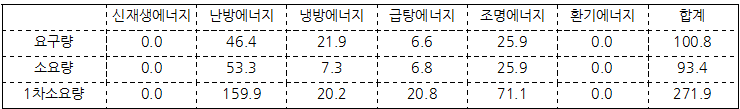 신재생에너지 난방에너지 냉방에너지 급탕에너지 조명에너지 환기에너지 합계
요구량 0.0 46.4 21.9 6.6 25.9 0.0 100.8
소요량 0.0 53.3 7.3 6.8 25.9 0.0 93.4
1차소요량 0.0 159.9 20.2 20.8 71.1 0.0 271.9